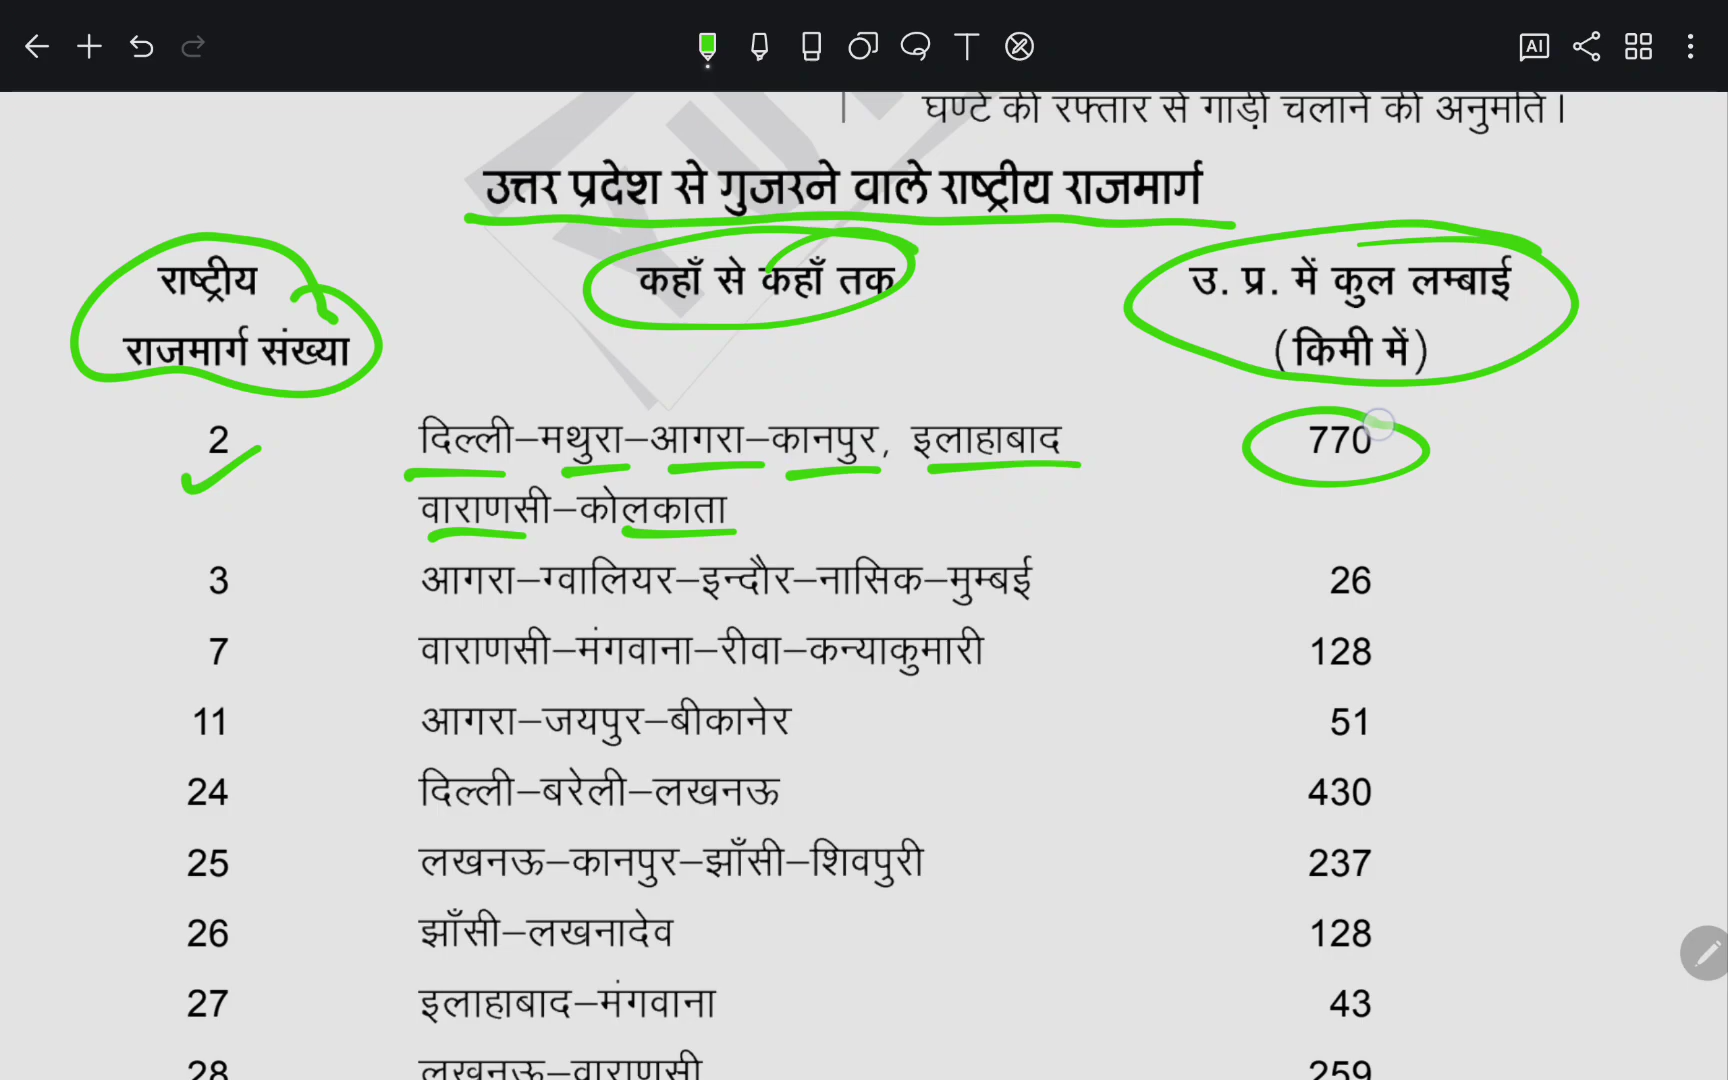 AI
घण्टे की रफ्तार से गाड़ी चलाने की अनुमति।
उत्तर प्रदेश से गुजरने वाले राष्ट्रीय राजमार्ग
राष्ट्रीय राजमार्ग संख्या कहाँ से कहाँ तक उ. प्र. में कुल लम्बाई (किमी में)
2 दिल्ली–मथुरा–आगरा–कानपुर, इलाहाबाद 770
वाराणसी–कोलकाता
3 आगरा–ग्वालियर–इन्दौर–नासिक–मुम्बई 26
7 वाराणसी–मंगवाना–रीवा–कन्याकुमारी 128
11 आगरा–जयपुर–बीकानेर 51
24 दिल्ली–बरेली–लखनऊ 430
25 लखनऊ–कानपुर–झाँसी–शिवपुरी 237
26 झाँसी–लखनादेव 128
27 इलाहाबाद–मंगवाना 43
28 लखनऊ–वाराणसी 259